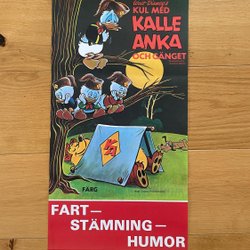 Walt Disney's
KUL MED
KALLE
ANKA
OCH GÄNGET
FÄRG
FART—
STÄMNING—
HUMOR